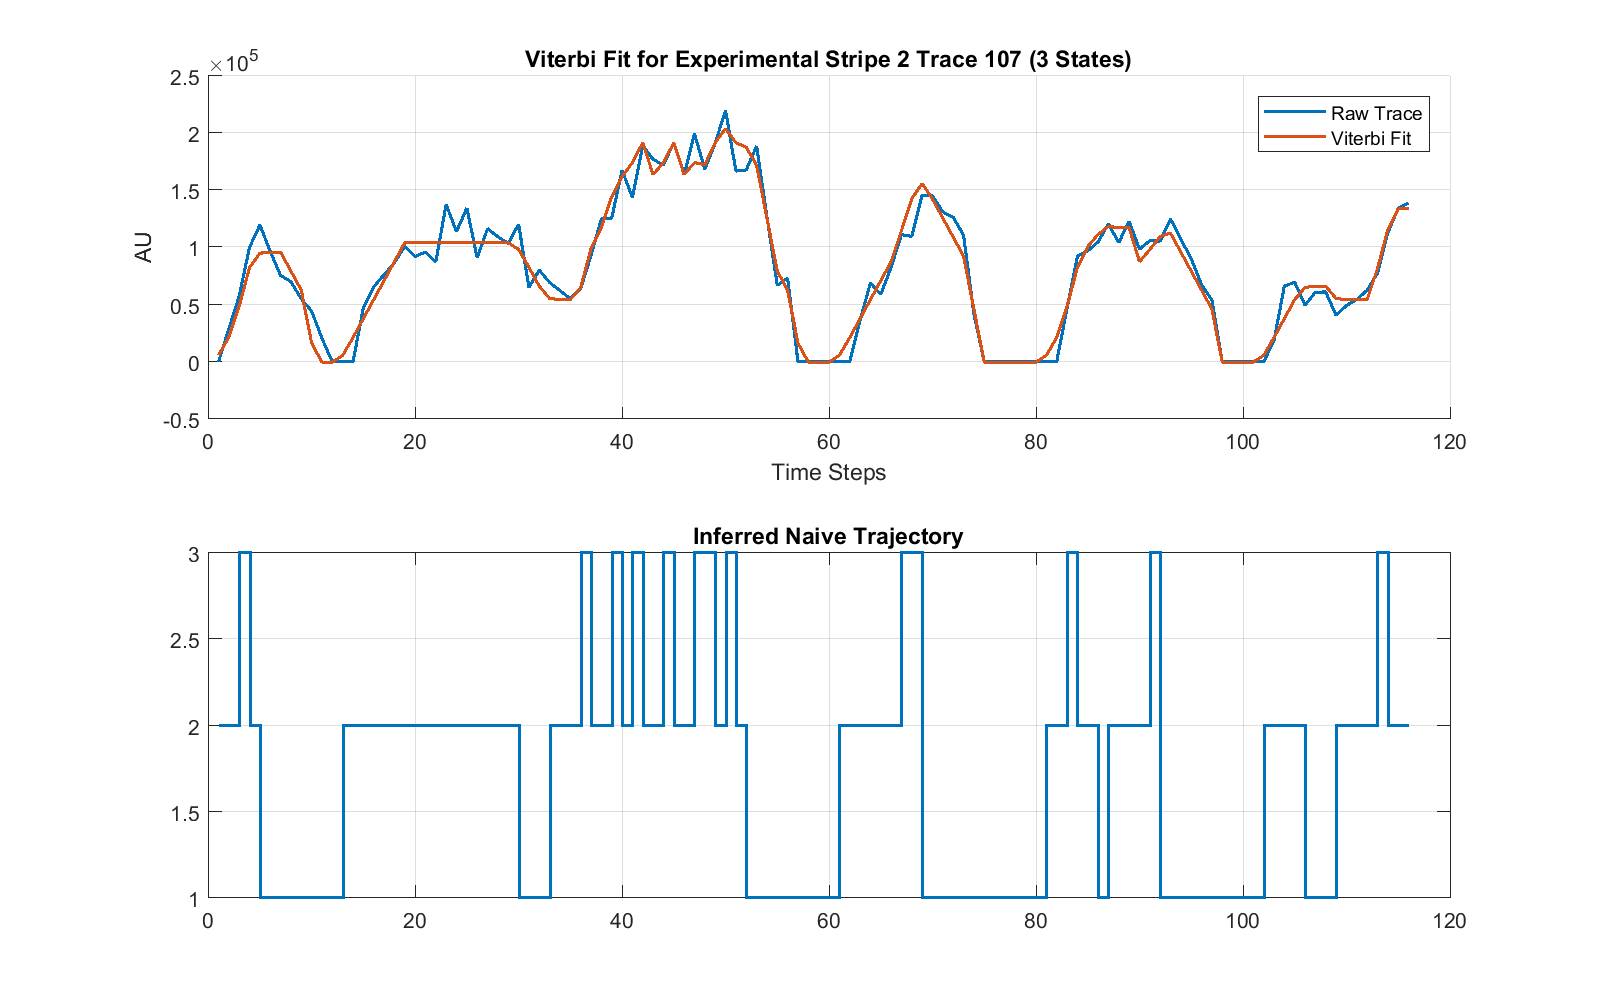 Viterbi Fit for Experimental Stripe 2 Trace 107 (3 States)
×10^5
2.5
2
1.5
1
0.5
0
-0.5
AU
Raw Trace
Viterbi Fit
0 20 40 60 80 100 120
Time Steps
Inferred Naive Trajectory
3
2.5
2
1.5
1
0 20 40 60 80 100 120